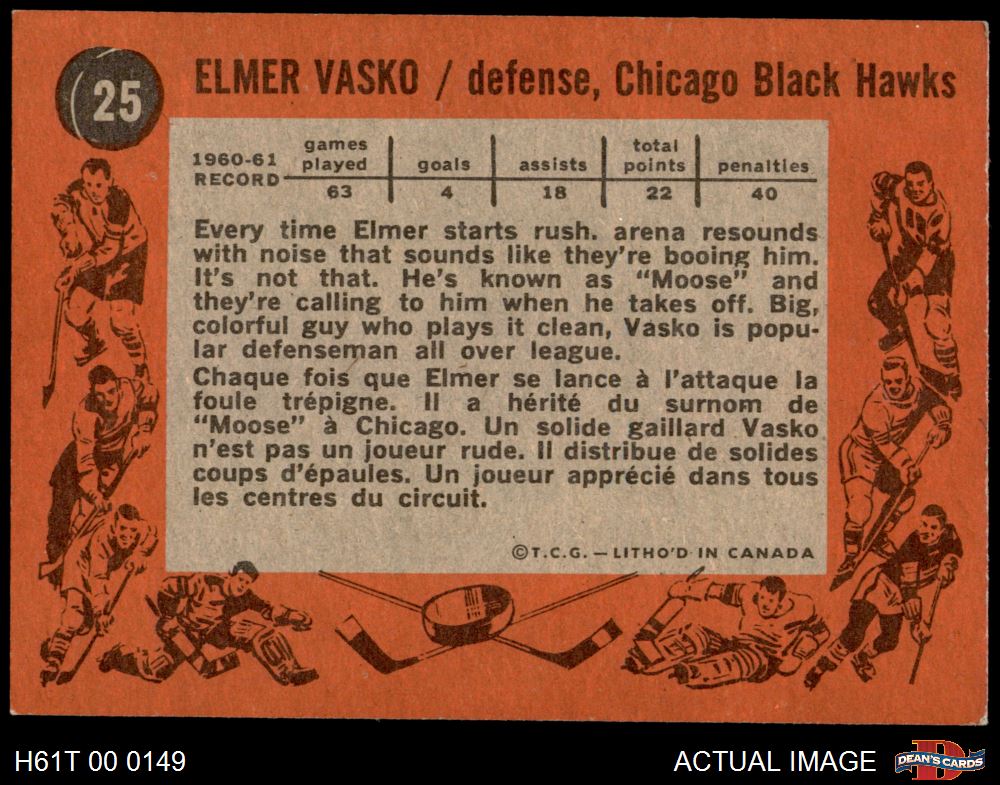 25
ELMER VASKO / defense, Chicago Black Hawks
1960-61 RECORD
games played goals assists total points penalties
63 4 18 22 40
Every time Elmer starts rush. arena resounds
with noise that sounds like they're booing him.
It's not that. He's known as "Moose" and
they're calling to him when he takes off. Big,
colorful guy who plays it clean, Vasko is popu-
lar defenseman all over league.
Chaque fois que Elmer se lance à l'attaque la
foule trépigne. Il a hérité du surnom de
"Moose" à Chicago. Un solide gaillard Vasko
n'est pas un joueur rude. Il distribue de solides
coups d'épaules. Un joueur apprécié dans tous
les centres du circuit.
©T.C.G. — LITHO'D IN CANADA
H61T 00 0149
ACTUAL IMAGE
DEAN'S CARDS